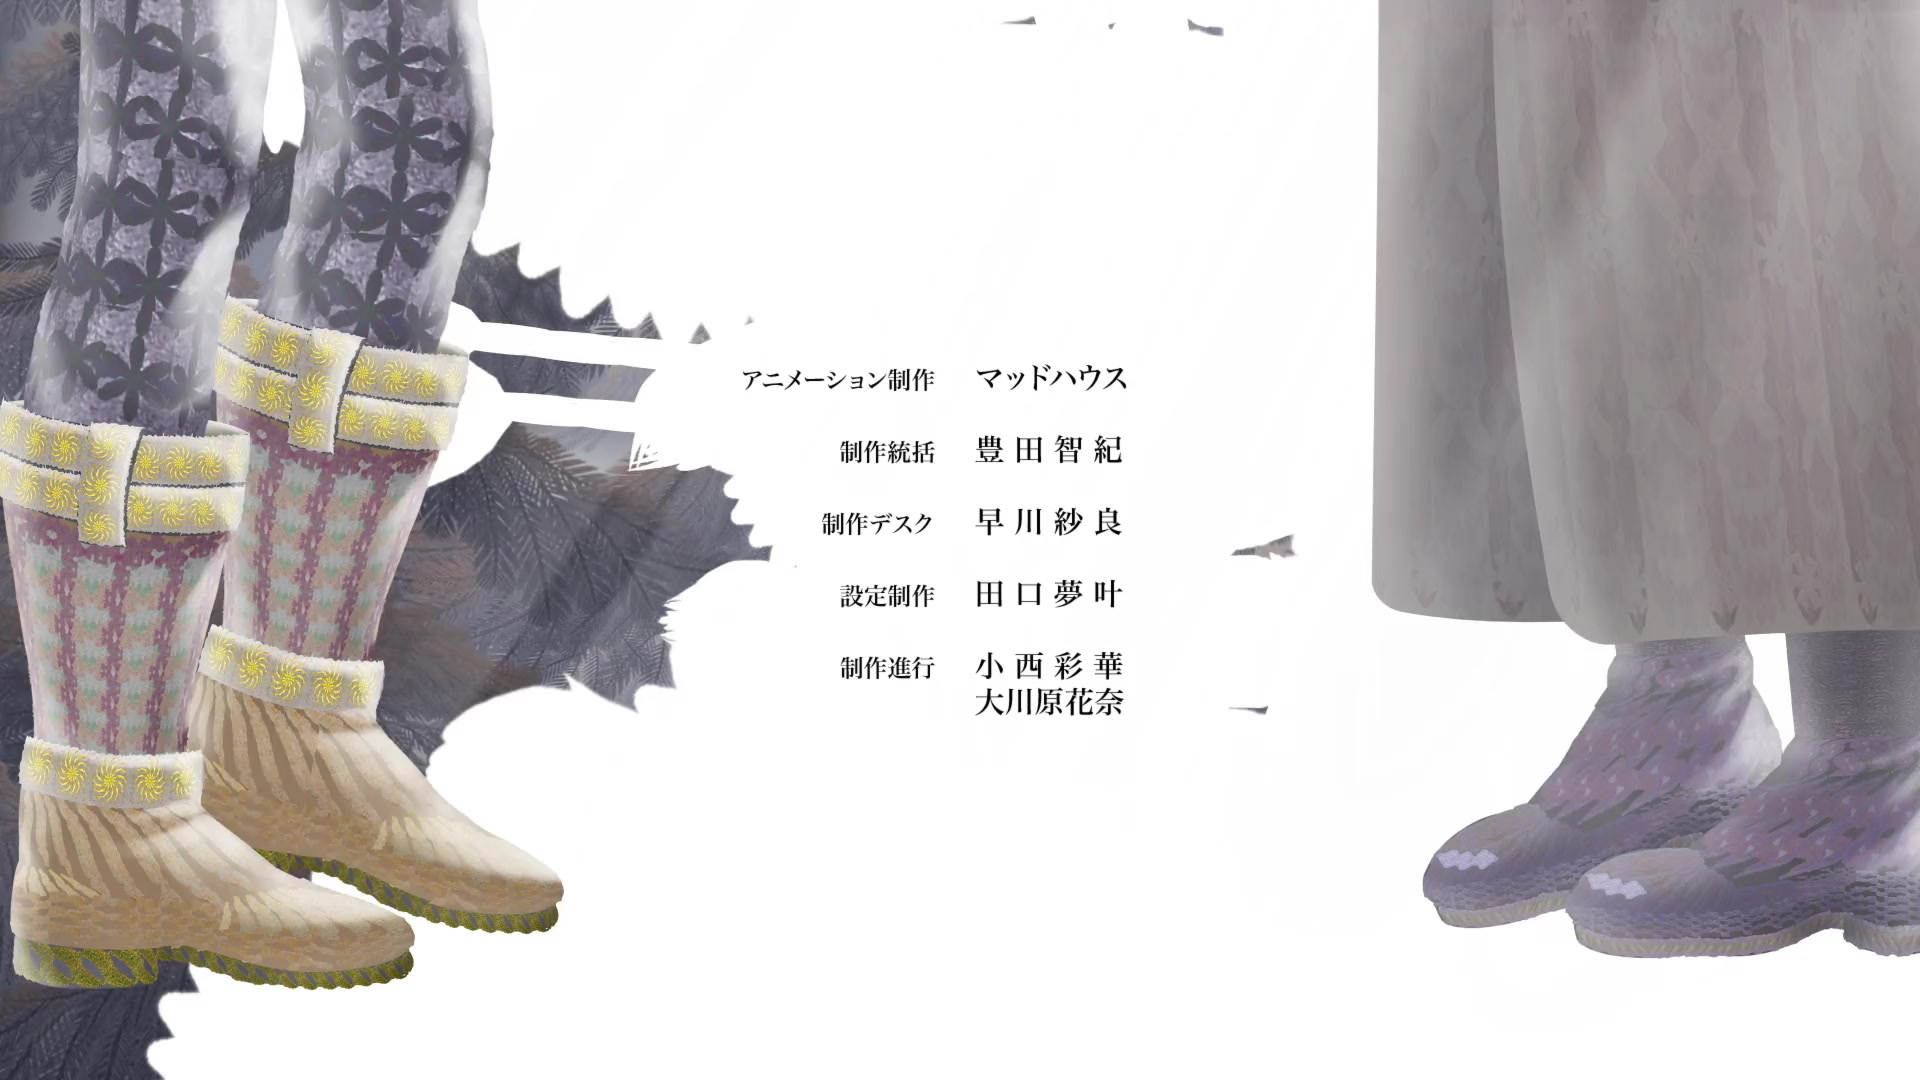 アニメーション制作 マッドハウス
制作統括 豊田智紀
制作デスク 早川紗良
設定制作 田口夢叶
制作進行 小西彩華
大川原花奈